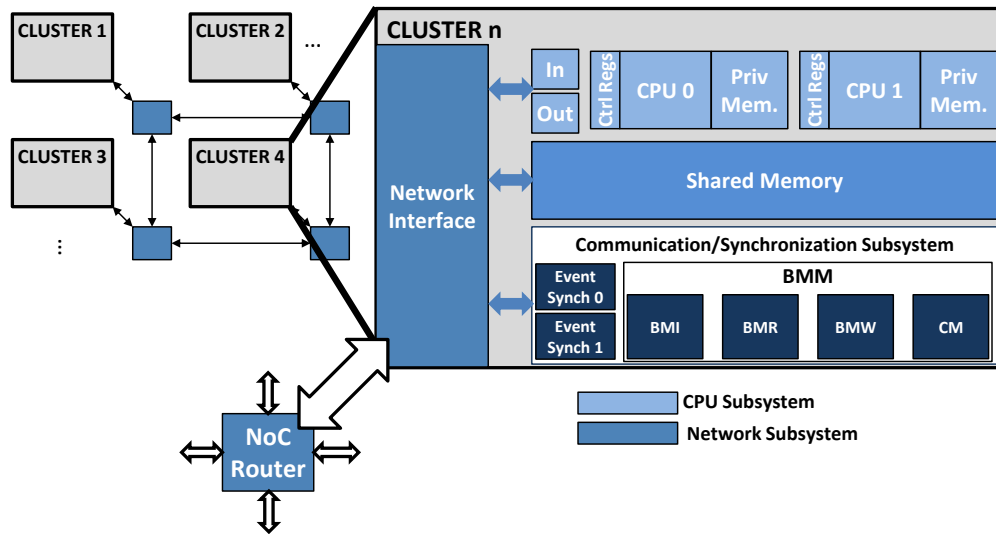 CLUSTER 1
CLUSTER 2
...
CLUSTER 3
CLUSTER 4
...
CLUSTER n
Network
Interface
In
Out
Ctrl Regs
CPU 0
Priv
Mem.
Ctrl Regs
CPU 1
Priv
Mem.
Shared Memory
Communication/Synchronization Subsystem
Event
Synch 0
Event
Synch 1
BMM
BMI
BMR
BMW
CM
NoC
Router
CPU Subsystem
Network Subsystem